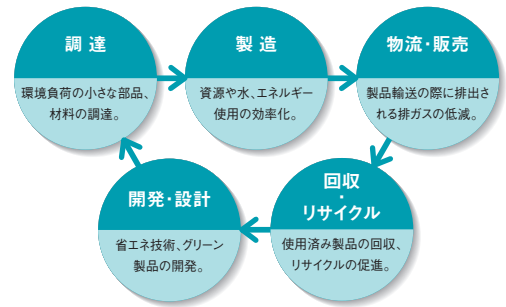 調達
環境負荷の小さな部品、
材料の調達。
製造
資源や水、エネルギー
使用の効率化。
物流・販売
製品輸送の際に排出さ
れる排ガスの低減。
回収
・
リサイクル
使用済み製品の回収、
リサイクルの促進。
開発・設計
省エネ技術、グリーン
製品の開発。